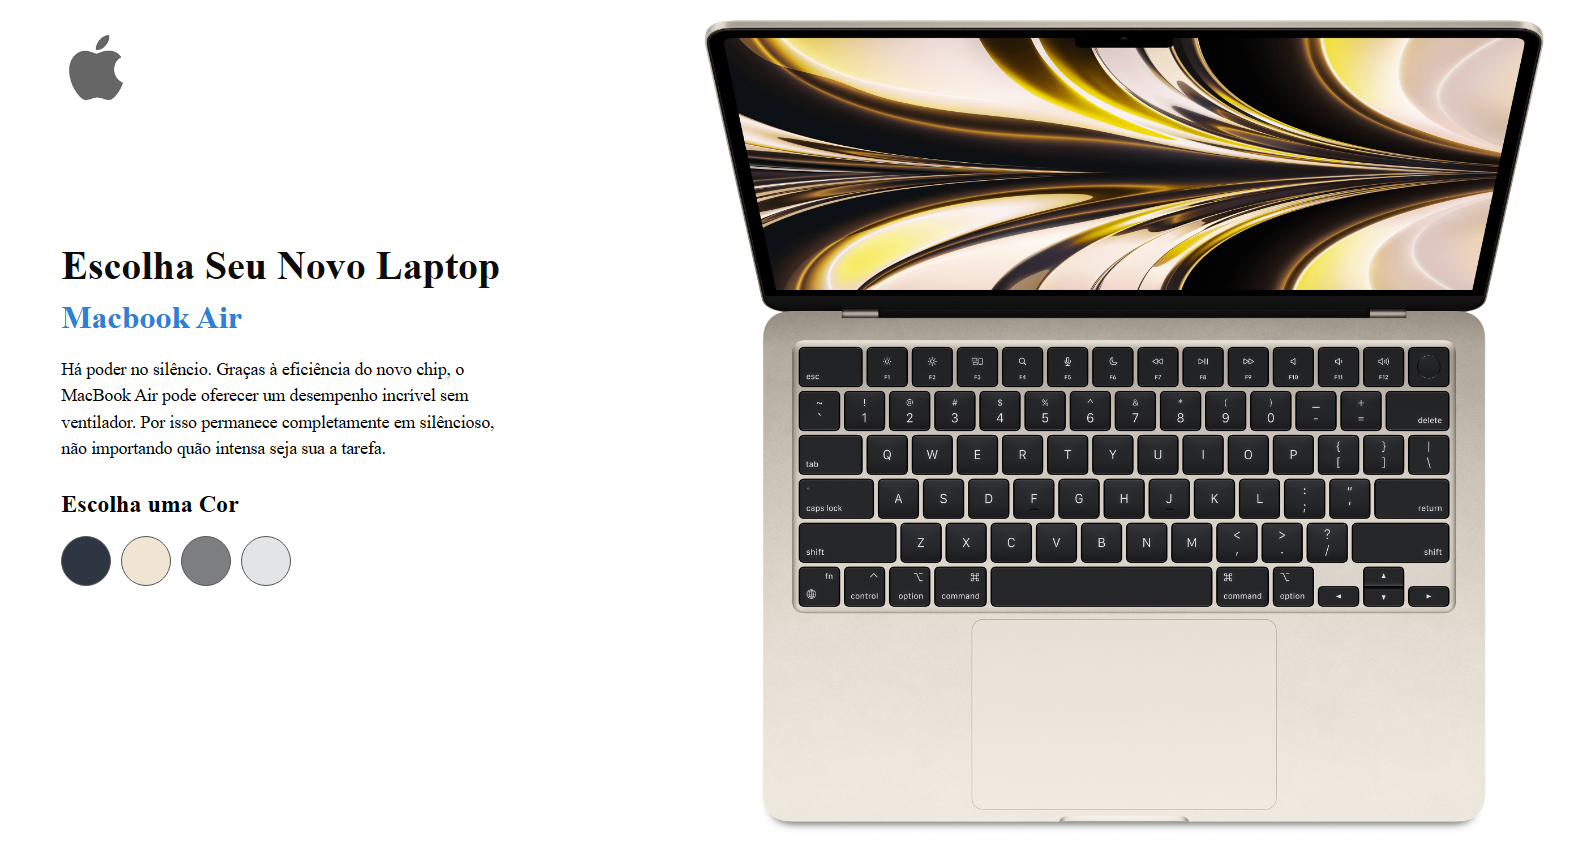 Escolha Seu Novo Laptop
Macbook Air
Há poder no silêncio. Graças à eficiência do novo chip, o
MacBook Air pode oferecer um desempenho incrível sem
ventilador. Por isso permanece completamente em silêncioso,
não importando quão intensa seja sua a tarefa.
Escolha uma Cor
esc F1 F2 F3 F4 F5 F6 F7 F8 F9 F10 F11 F12
~ ! @ # $ % ^ & * ( ) _ +
` 1 2 3 4 5 6 7 8 9 0 - = delete
tab Q W E R T Y U I O P { [ } ] | \
caps lock A S D F G H J K L : ; " ' return
shift Z X C V B N M < , > . ? / shift
fn control option command ⌘ command option